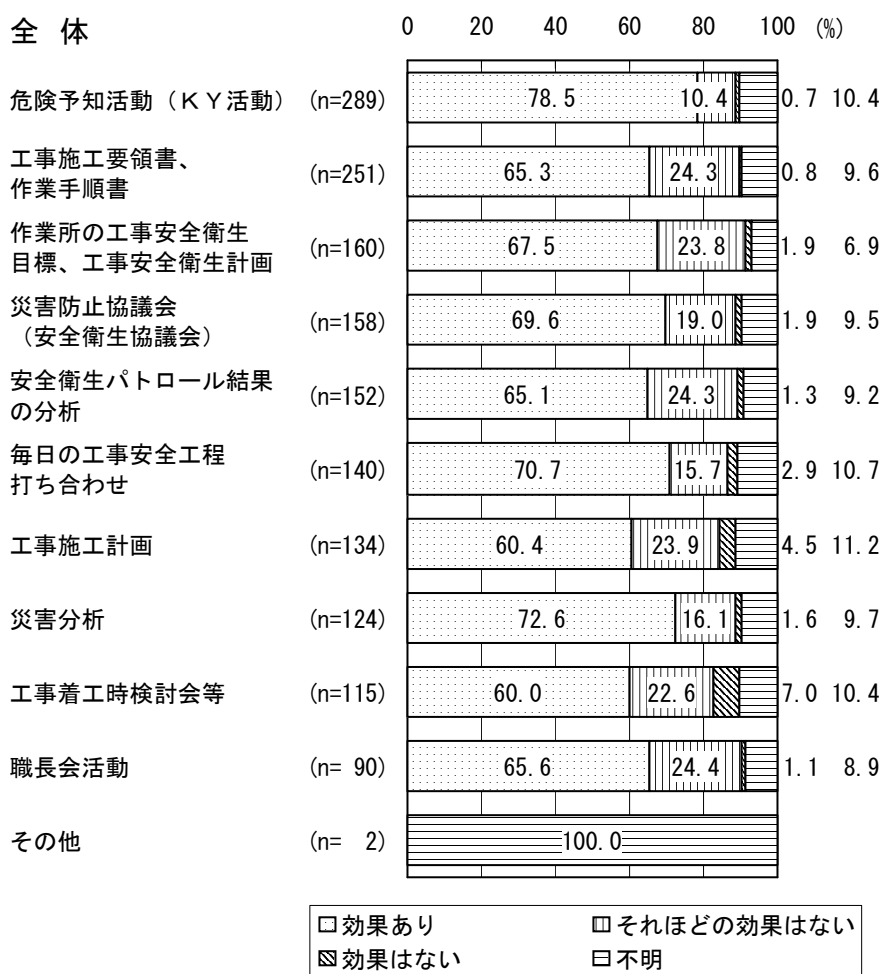 全 体
0 20 40 60 80 100 (%)
危険予知活動（ＫＹ活動） (n=289) 78.5 10.4 0.7 10.4
工事施工要領書、
作業手順書
(n=251) 65.3 24.3 0.8 9.6
作業所の工事安全衛生
目標、工事安全衛生計画
(n=160) 67.5 23.8 1.9 6.9
災害防止協議会
（安全衛生協議会）
(n=158) 69.6 19.0 1.9 9.5
安全衛生パトロール結果
の分析
(n=152) 65.1 24.3 1.3 9.2
毎日の工事安全工程
打ち合わせ
(n=140) 70.7 15.7 2.9 10.7
工事施工計画 (n=134) 60.4 23.9 4.5 11.2
災害分析 (n=124) 72.6 16.1 1.6 9.7
工事着工時検討会等 (n=115) 60.0 22.6 7.0 10.4
職長会活動 (n= 90) 65.6 24.4 1.1 8.9
その他 (n= 2) 100.0
効果あり それほどの効果はない
効果はない 不明